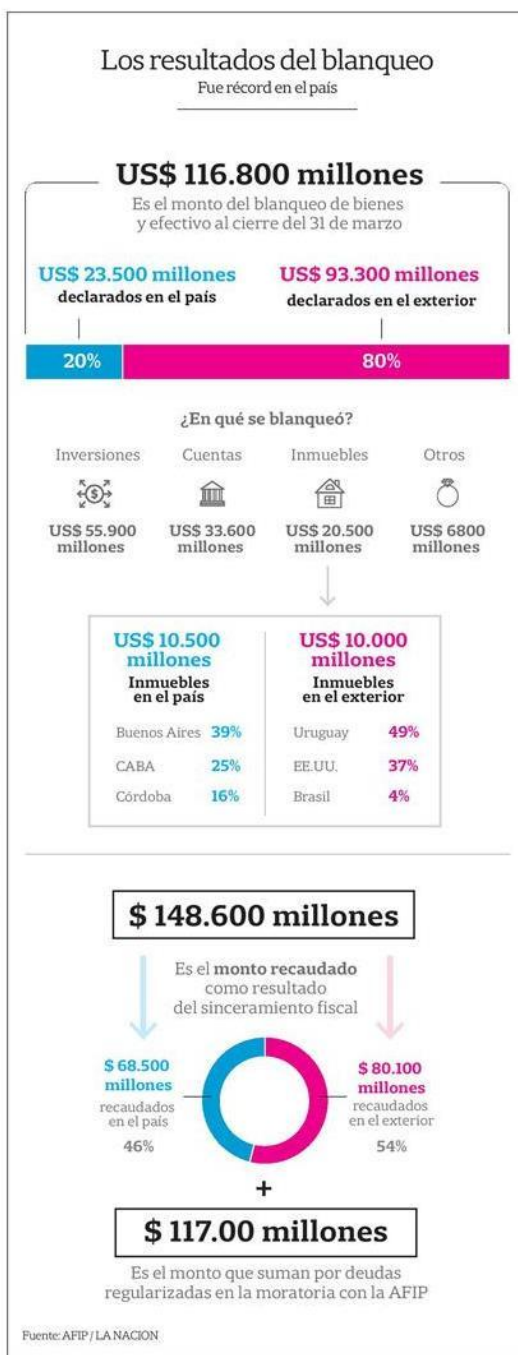 Los resultados del blanqueo
Fue récord en el país
US$ 116.800 millones
Es el monto del blanqueo de bienes
y efectivo al cierre del 31 de marzo
US$ 23.500 millones
declarados en el país
US$ 93.300 millones
declarados en el exterior
20%
80%
¿En qué se blanqueó?
Inversiones
US$ 55.900
millones
Cuentas
US$ 33.600
millones
Inmuebles
US$ 20.500
millones
Otros
US$ 6800
millones
US$ 10.500
millones
Inmuebles
en el país
Buenos Aires 39%
CABA 25%
Córdoba 16%
US$ 10.000
millones
Inmuebles
en el exterior
Uruguay 49%
EE.UU. 37%
Brasil 4%
$ 148.600 millones
Es el monto recaudado
como resultado
del sinceramiento fiscal
$ 68.500
millones
recaudados
en el país
46%
$ 80.100
millones
recaudados
en el exterior
54%
+
$ 117.00 millones
Es el monto que suman por deudas
regularizadas en la moratoria con la AFIP
Fuente: AFIP / LA NACION